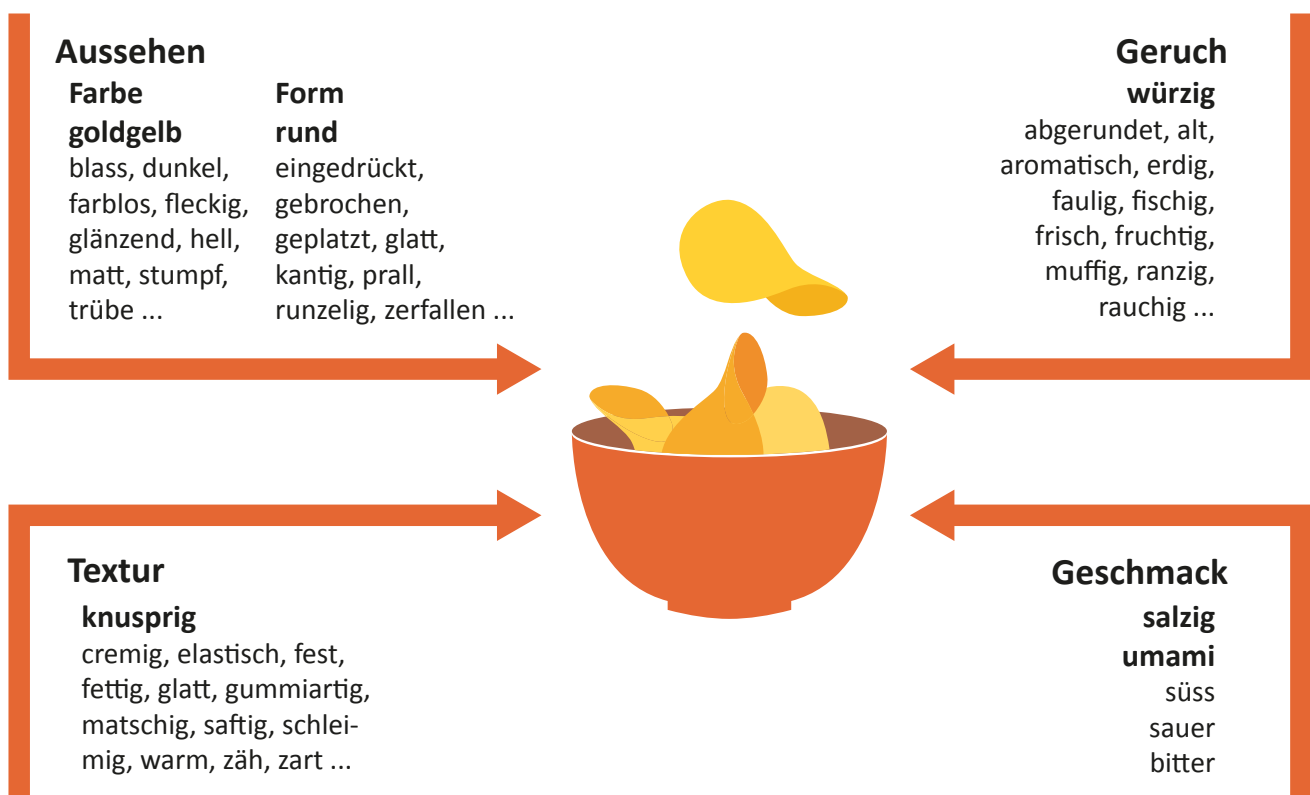 Aussehen
Farbe
goldgelb
blass, dunkel,
farblos, fleckig,
glänzend, hell,
matt, stumpf,
trübe ...
Form
rund
eingedrückt,
gebrochen,
geplatzt, glatt,
kantig, prall,
runzelig, zerfallen ...
Geruch
würzig
abgerundet, alt,
aromatisch, erdig,
faulig, fischig,
frisch, fruchtig,
muffig, ranzig,
rauchig ...
Textur
knusprig
cremig, elastisch, fest,
fettig, glatt, gummiartig,
matschig, saftig, schlei-
mig, warm, zäh, zart ...
Geschmack
salzig
umami
süss
sauer
bitter